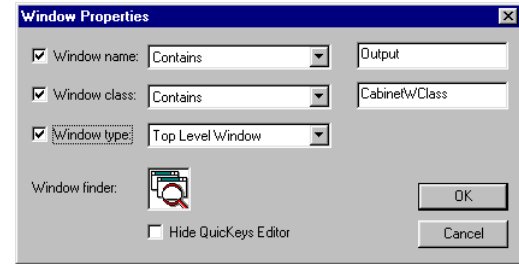 Window Properties
Window name: Contains Output
Window class: Contains CabinetWClass
Window type: Top Level Window
Window finder:
OK
Hide QuicKeys Editor
Cancel